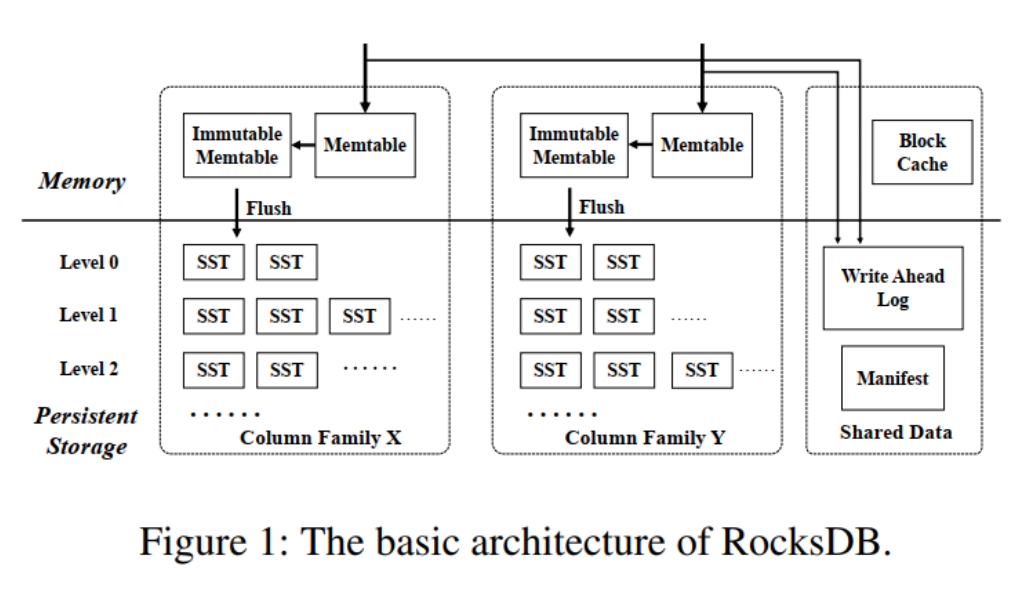 Immutable
Memtable
Memtable
Immutable
Memtable
Memtable
Block
Cache
Memory
Flush
Flush
Level 0
SST
SST
SST
SST
Write Ahead
Log
Level 1
SST
SST
SST
......
SST
SST
......
Level 2
SST
SST
......
SST
SST
SST
......
Manifest
Persistent
Storage
......
......
Column Family X
Column Family Y
Shared Data
Figure 1: The basic architecture of RocksDB.